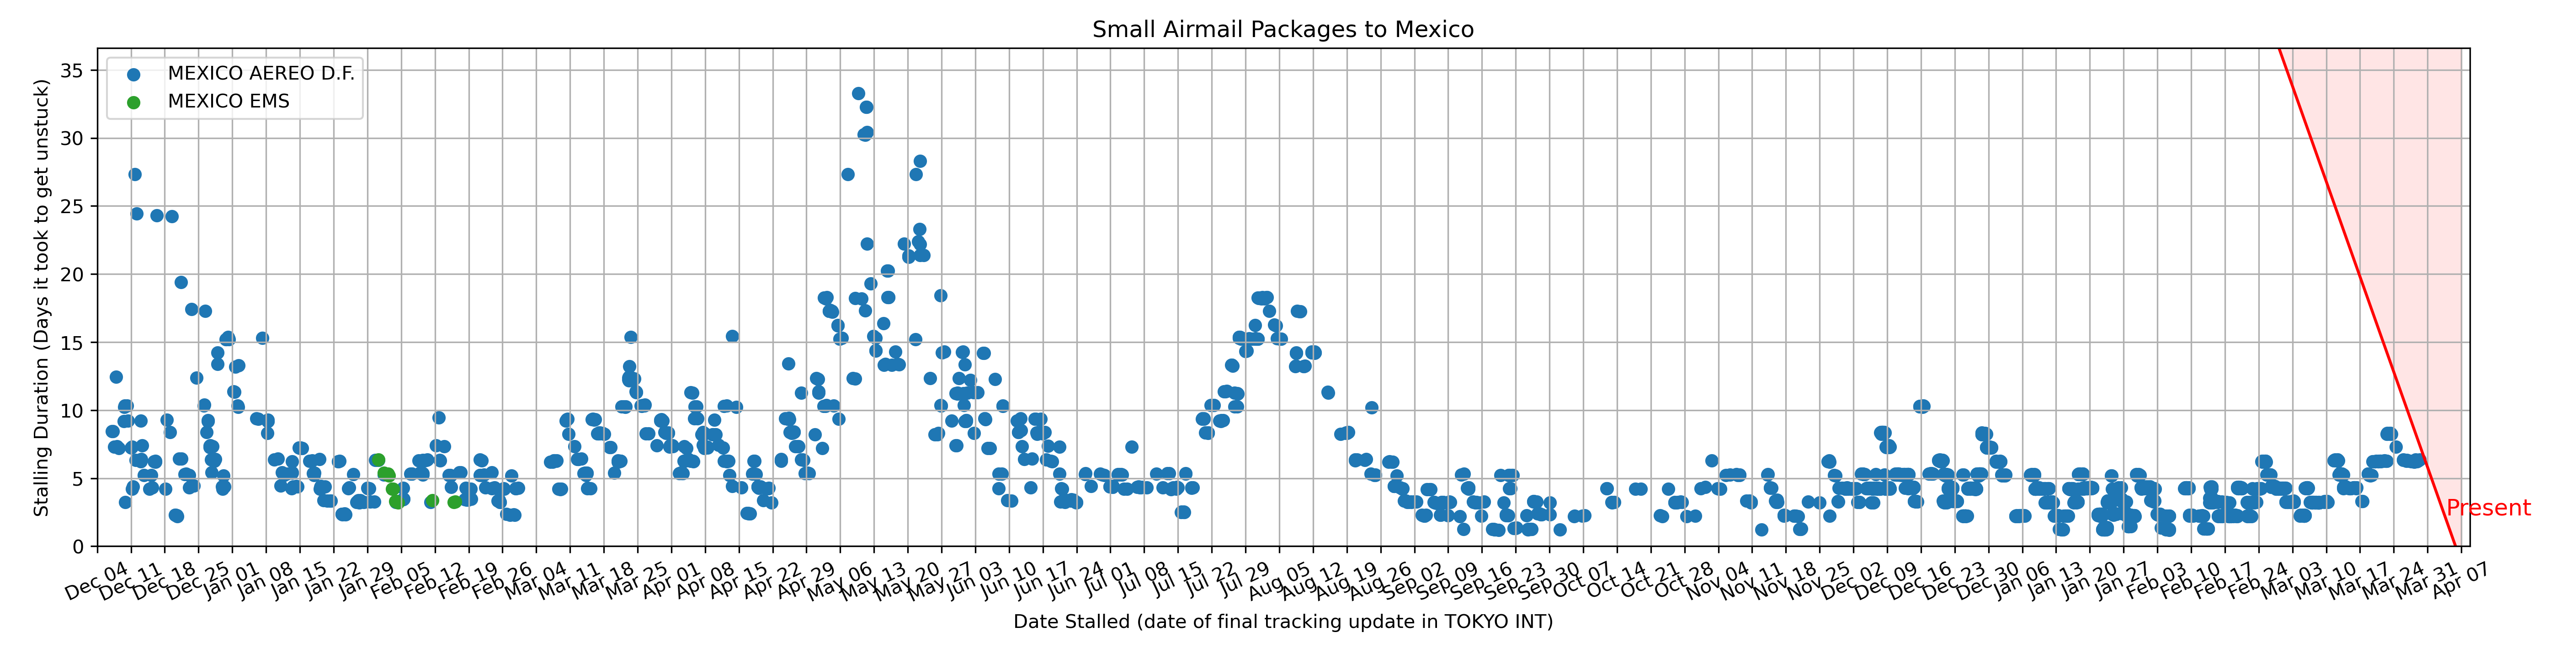 Small Airmail Packages to Mexico
MEXICO AEREO D.F.
MEXICO EMS
Stalling Duration (Days it took to get unstuck)
35
30
25
20
15
10
5
0
Present
Dec 04 Dec 11 Dec 18 Dec 25 Jan 01 Jan 08 Jan 15 Jan 22 Jan 29 Feb 05 Feb 12 Feb 19 Feb 26 Mar 04 Mar 11 Mar 18 Mar 25 Apr 01 Apr 08 Apr 15 Apr 22 Apr 29 May 06 May 13 May 20 May 27 Jun 03 Jun 10 Jun 17 Jun 24 Jul 01 Jul 08 Jul 15 Jul 22 Jul 29 Aug 05 Aug 12 Aug 19 Aug 26 Sep 02 Sep 09 Sep 16 Sep 23 Sep 30 Oct 07 Oct 14 Oct 21 Oct 28 Nov 04 Nov 11 Nov 18 Nov 25 Dec 02 Dec 09 Dec 16 Dec 23 Dec 30 Jan 06 Jan 13 Jan 20 Jan 27 Feb 03 Feb 10 Feb 17 Feb 24 Mar 03 Mar 10 Mar 17 Mar 24 Mar 31 Apr 07
Date Stalled (date of final tracking update in TOKYO INT)